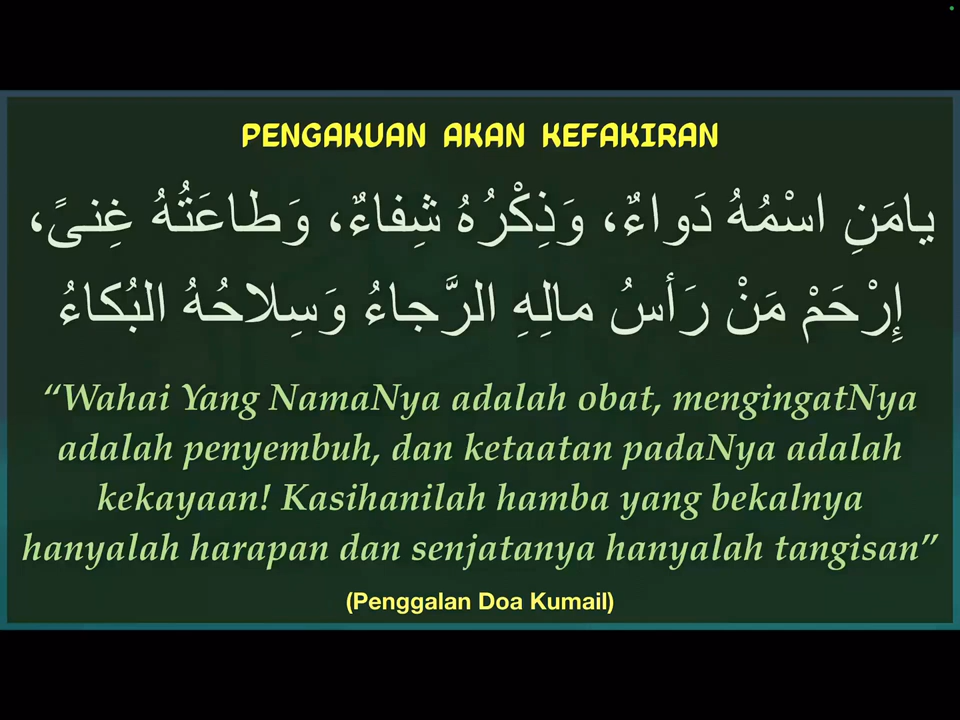 PENGAKUAN AKAN KEFAKIRAN
يامَنِ اسْمُهُ دَواءٌ، وَذِكْرُهُ شِفاءٌ، وَطاعَتُهُ غِنىً،
إِرْحَمْ مَنْ رَأسُ مالِهِ الرَّجاءُ وَسِلاحُهُ البُكاءُ
“Wahai Yang NamaNya adalah obat, mengingatNya
adalah penyembuh, dan ketaatan padaNya adalah
kekayaan! Kasihanilah hamba yang bekalnya
hanyalah harapan dan senjatanya hanyalah tangisan”
(Penggalan Doa Kumail)